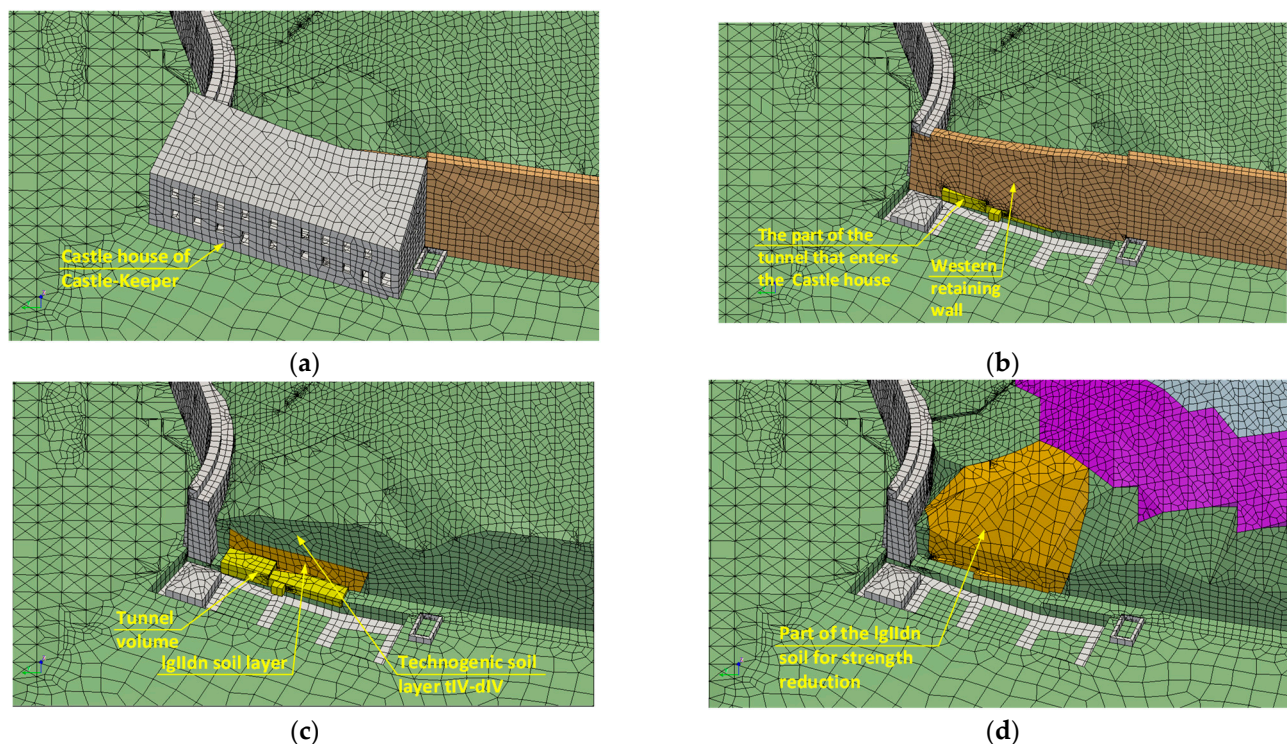 Castle house of
Castle-Keeper
(a)
The part of the
tunnel that enters
the Castle house
Western
retaining
wall
(b)
Tunnel
volume
lgIIdn soil layer
Technogenic soil
layer tIV-dIV
(c)
Part of the lgIIdn
soil for strength
reduction
(d)